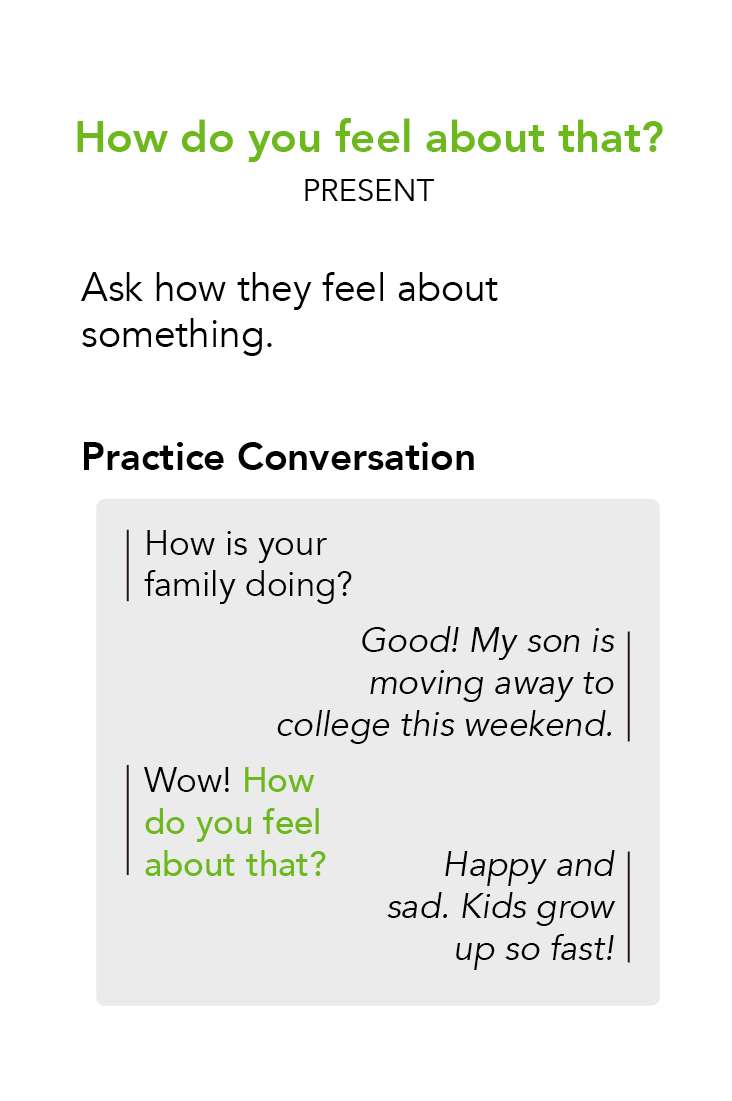 How do you feel about that?
PRESENT
Ask how they feel about
something.
Practice Conversation
How is your
family doing?
Good! My son is
moving away to
college this weekend.
Wow! How
do you feel
about that?
Happy and
sad. Kids grow
up so fast!